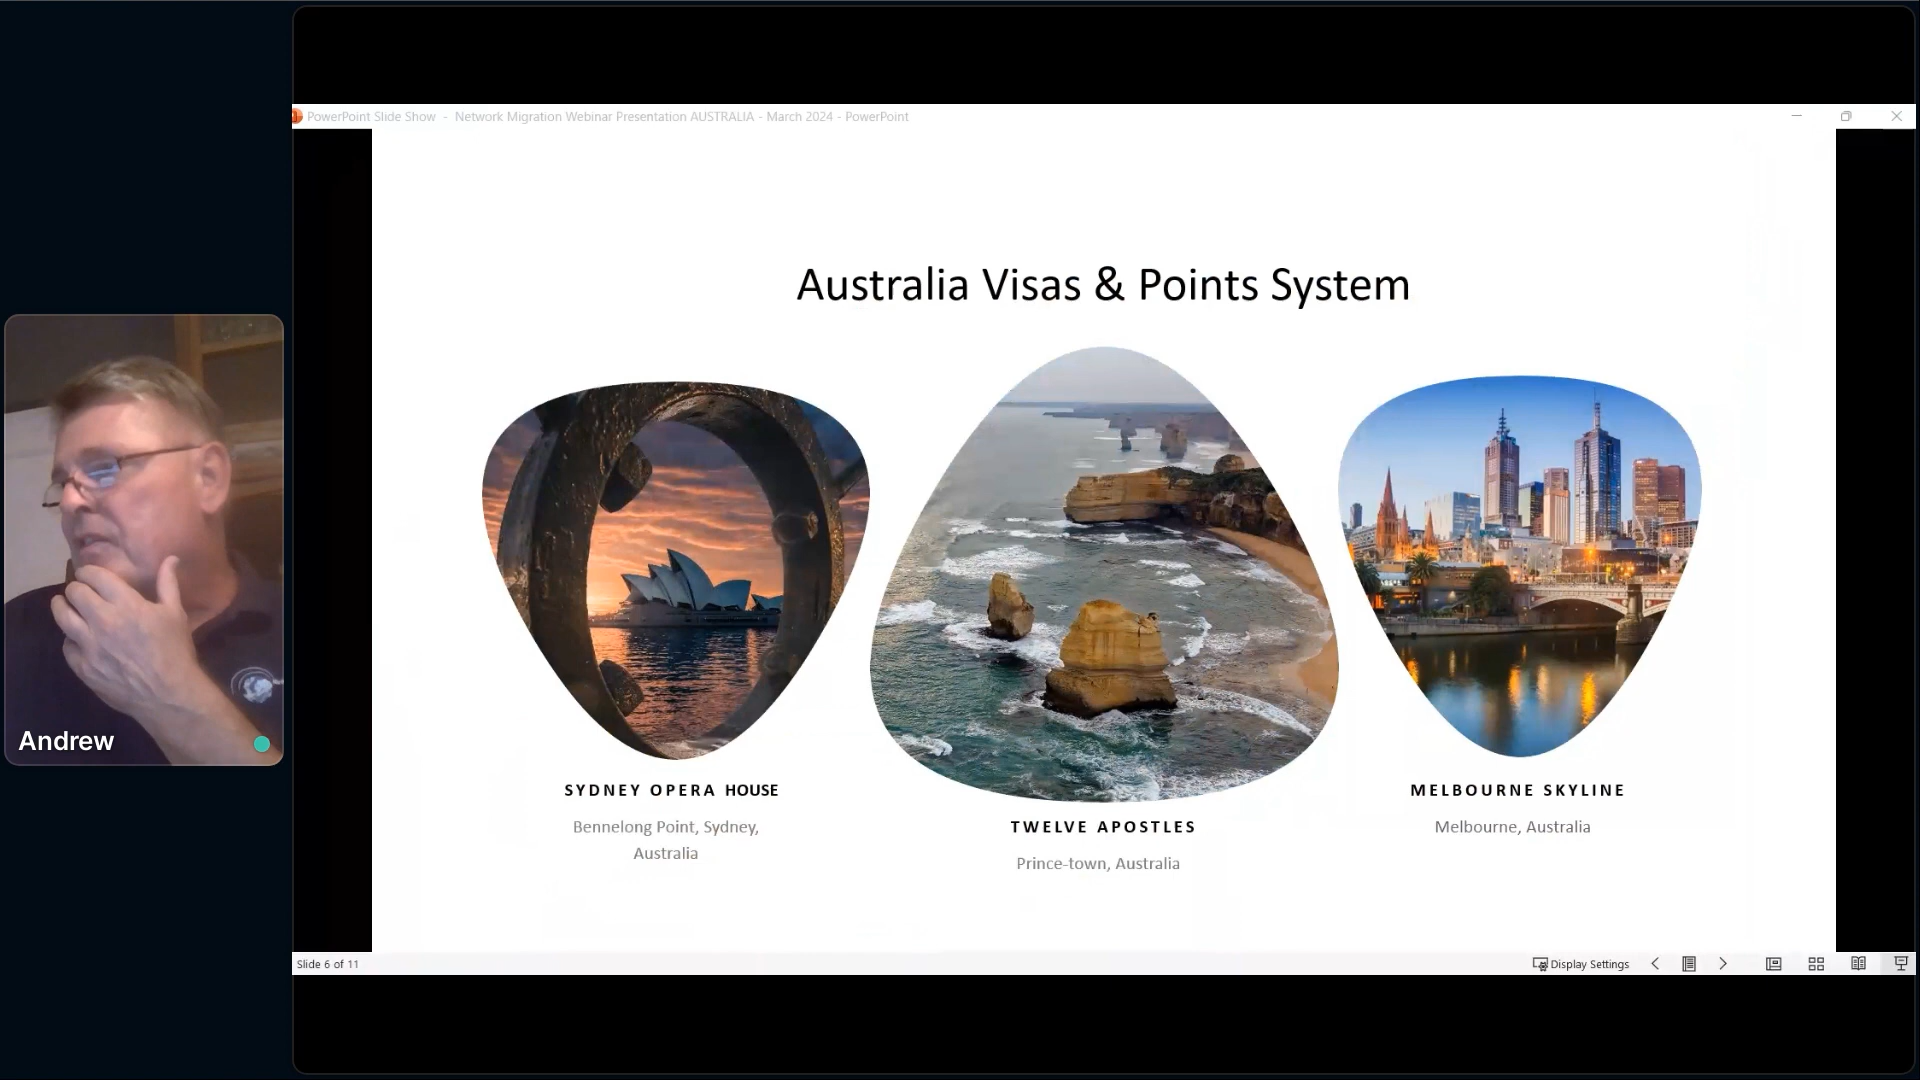 PowerPoint Slide Show - Network Migration Webinar Presentation AUSTRALIA - March 2024 - PowerPoint
Australia Visas & Points System
SYDNEY OPERA HOUSE
Bennelong Point, Sydney,
Australia
TWELVE APOSTLES
Prince-town, Australia
MELBOURNE SKYLINE
Melbourne, Australia
Andrew
Slide 6 of 11
Display Settings